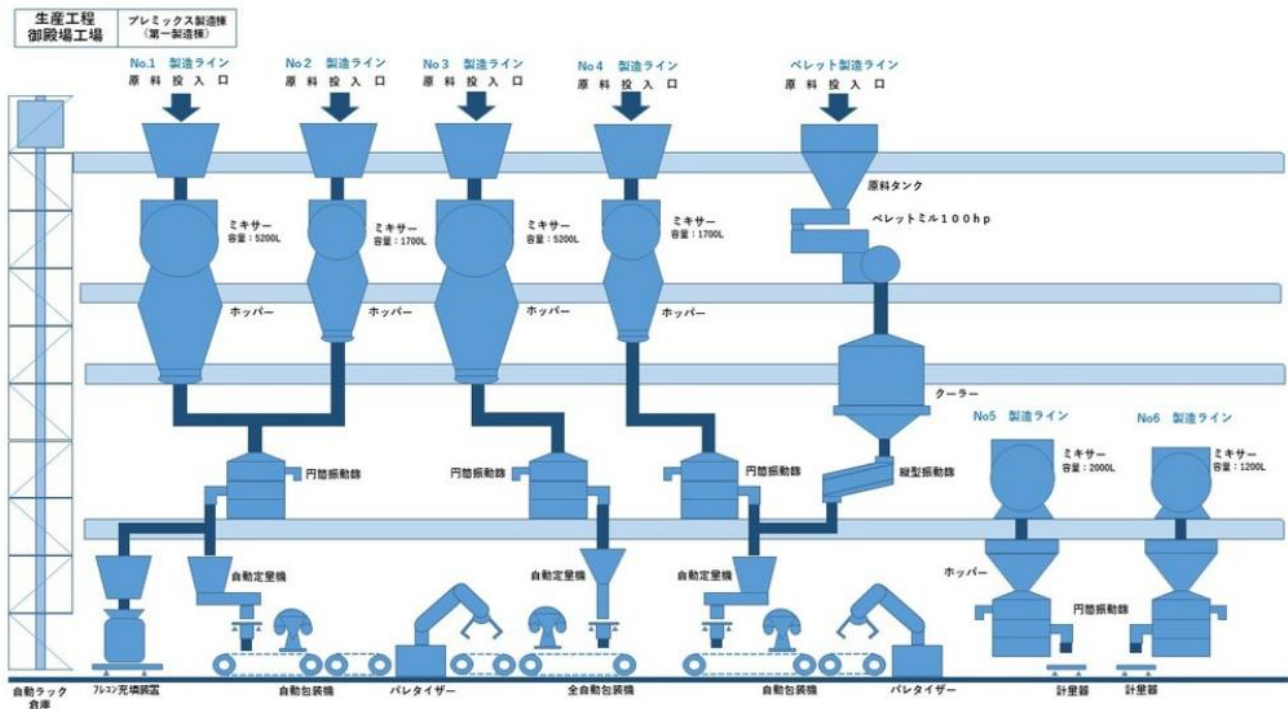 生産工程
御殿場工場
プレミックス製造棟
(第一製造棟)
No.1 製造ライン
原料投入口
No2 製造ライン
原料投入口
No3 製造ライン
原料投入口
No4 製造ライン
原料投入口
ペレット製造ライン
原料投入口
原料タンク
ペレットミル100hp
ミキサー
容量:5200L
ミキサー
容量:1700L
ミキサー
容量:5200L
ミキサー
容量:1700L
ホッパー
ホッパー
ホッパー
ホッパー
クーラー
No5 製造ライン
No6 製造ライン
ミキサー
容量:2000L
ミキサー
容量:1200L
円筒振動篩
円筒振動篩
円筒振動篩
縦型振動篩
自動定量機
自動定量機
自動定量機
ホッパー
円筒振動篩
自動ラック
倉庫
フレコン充填装置
自動包装機
パレタイザー
全自動包装機
自動包装機
パレタイザー
計量器
計量器